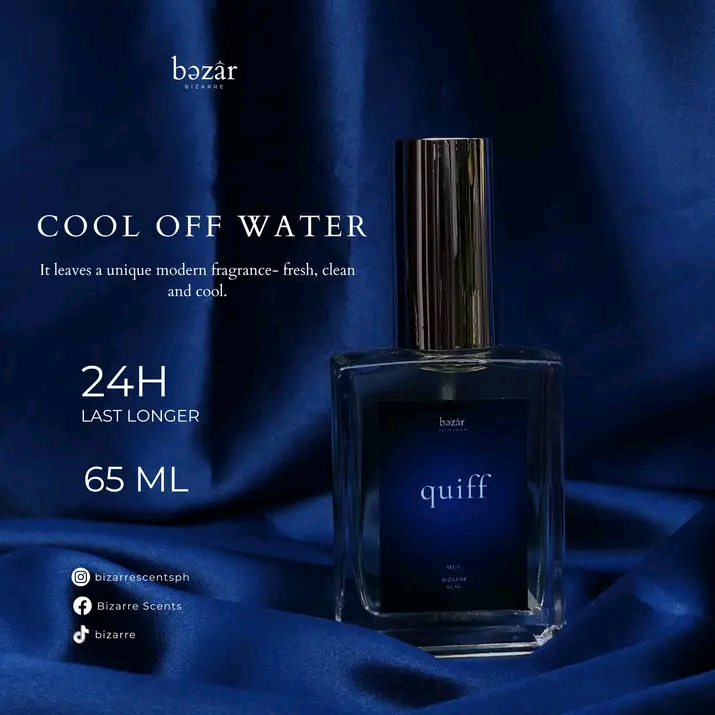 bəzâr
BIZARRE
COOL OFF WATER
It leaves a unique modern fragrance- fresh, clean
and cool.
24H
LAST LONGER
65 ML
bizarrescentsph
Bizarre Scents
bizarre
bəzâr
quiff
MEN
BIZARRE
65 ML